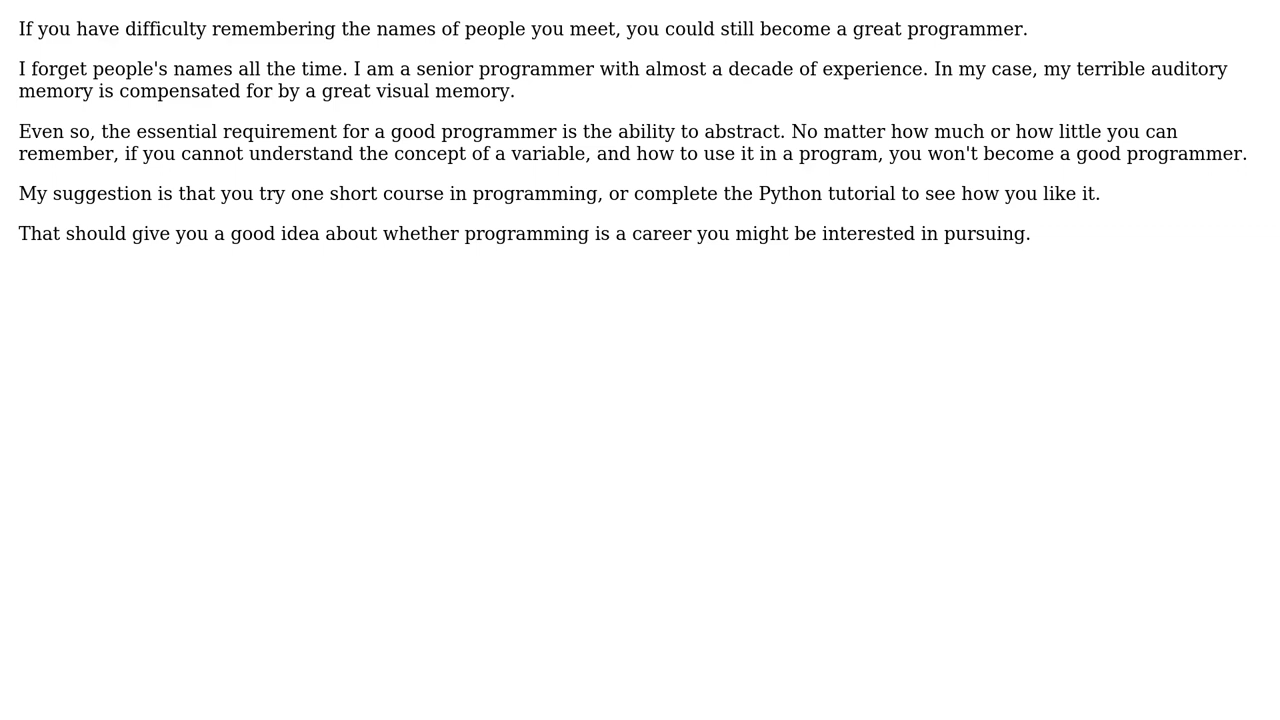 If you have difficulty remembering the names of people you meet, you could still become a great programmer.
I forget people's names all the time. I am a senior programmer with almost a decade of experience. In my case, my terrible auditory
memory is compensated for by a great visual memory.
Even so, the essential requirement for a good programmer is the ability to abstract. No matter how much or how little you can
remember, if you cannot understand the concept of a variable, and how to use it in a program, you won't become a good programmer.
My suggestion is that you try one short course in programming, or complete the Python tutorial to see how you like it.
That should give you a good idea about whether programming is a career you might be interested in pursuing.